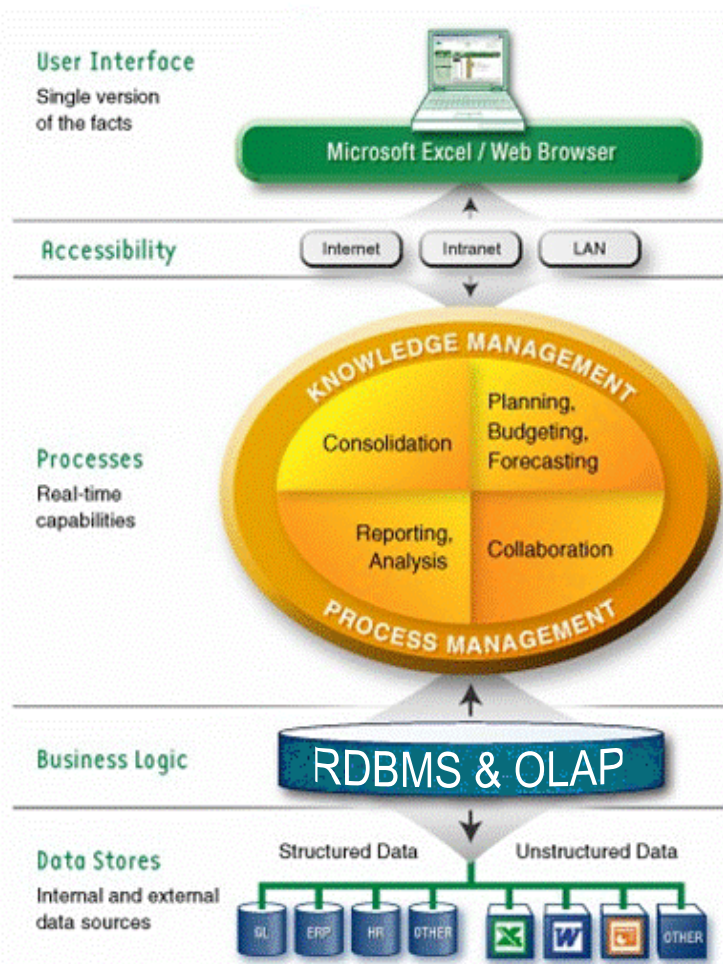 User Interface
Single version
of the facts
Microsoft Excel / Web Browser
Accessibility
Internet
Intranet
LAN
KNOWLEDGE MANAGEMENT
Consolidation
Planning,
Budgeting,
Forecasting
Processes
Real-time
capabilities
Reporting,
Analysis
Collaboration
PROCESS MANAGEMENT
Business Logic
RDBMS & OLAP
Data Stores
Internal and external
data sources
Structured Data
Unstructured Data
GL
ERP
HR
OTHER
X
W
P
OTHER